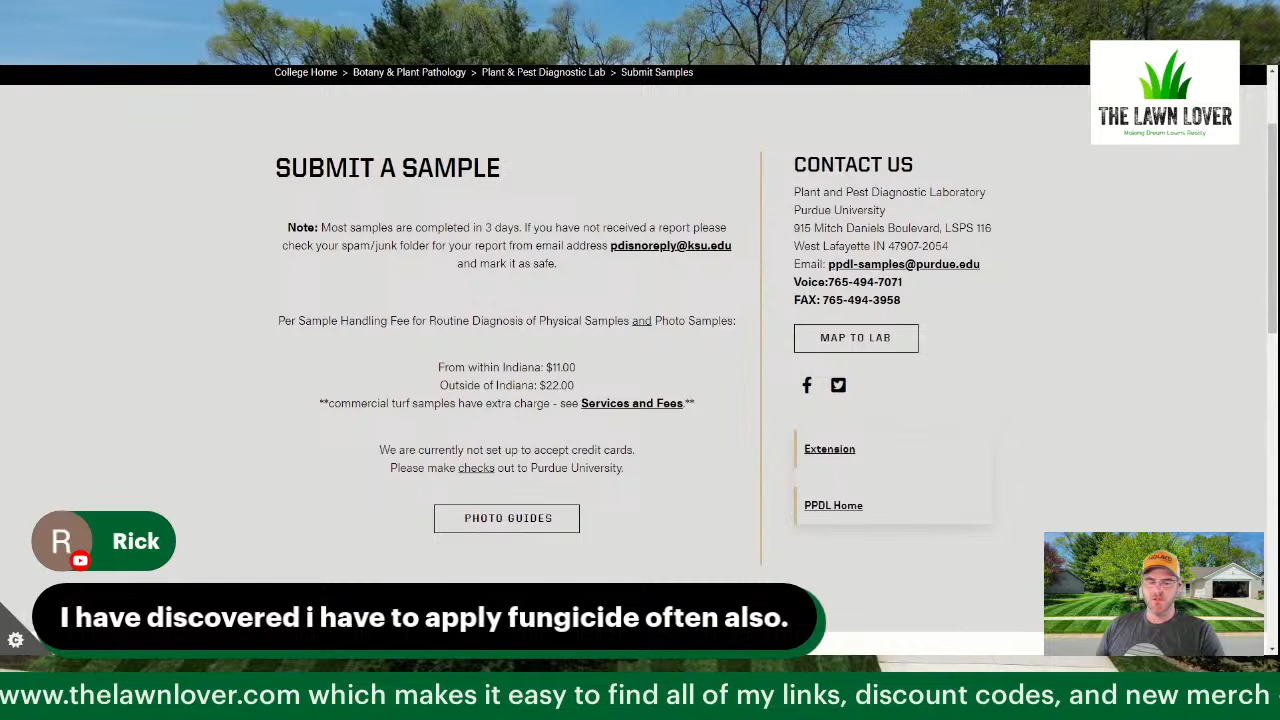 College Home > Botany & Plant Pathology > Plant & Pest Diagnostic Lab > Submit Samples
THE LAWN LOVER
Making Dream Lawns Reality
SUBMIT A SAMPLE
Note: Most samples are completed in 3 days. If you have not received a report please
check your spam/junk folder for your report from email address pdisnoreply@ksu.edu
and mark it as safe.
Per Sample Handling Fee for Routine Diagnosis of Physical Samples and Photo Samples:
From within Indiana: $11.00
Outside of Indiana: $22.00
**commercial turf samples have extra charge - see Services and Fees.**
We are currently not set up to accept credit cards.
Please make checks out to Purdue University.
PHOTO GUIDES
CONTACT US
Plant and Pest Diagnostic Laboratory
Purdue University
915 Mitch Daniels Boulevard, LSPS 116
West Lafayette IN 47907-2054
Email: ppdl-samples@purdue.edu
Voice:765-494-7071
FAX: 765-494-3958
MAP TO LAB
Extension
PPDL Home
R
Rick
I have discovered i have to apply fungicide often also.
www.thelawnlover.com which makes it easy to find all of my links, discount codes, and new merch